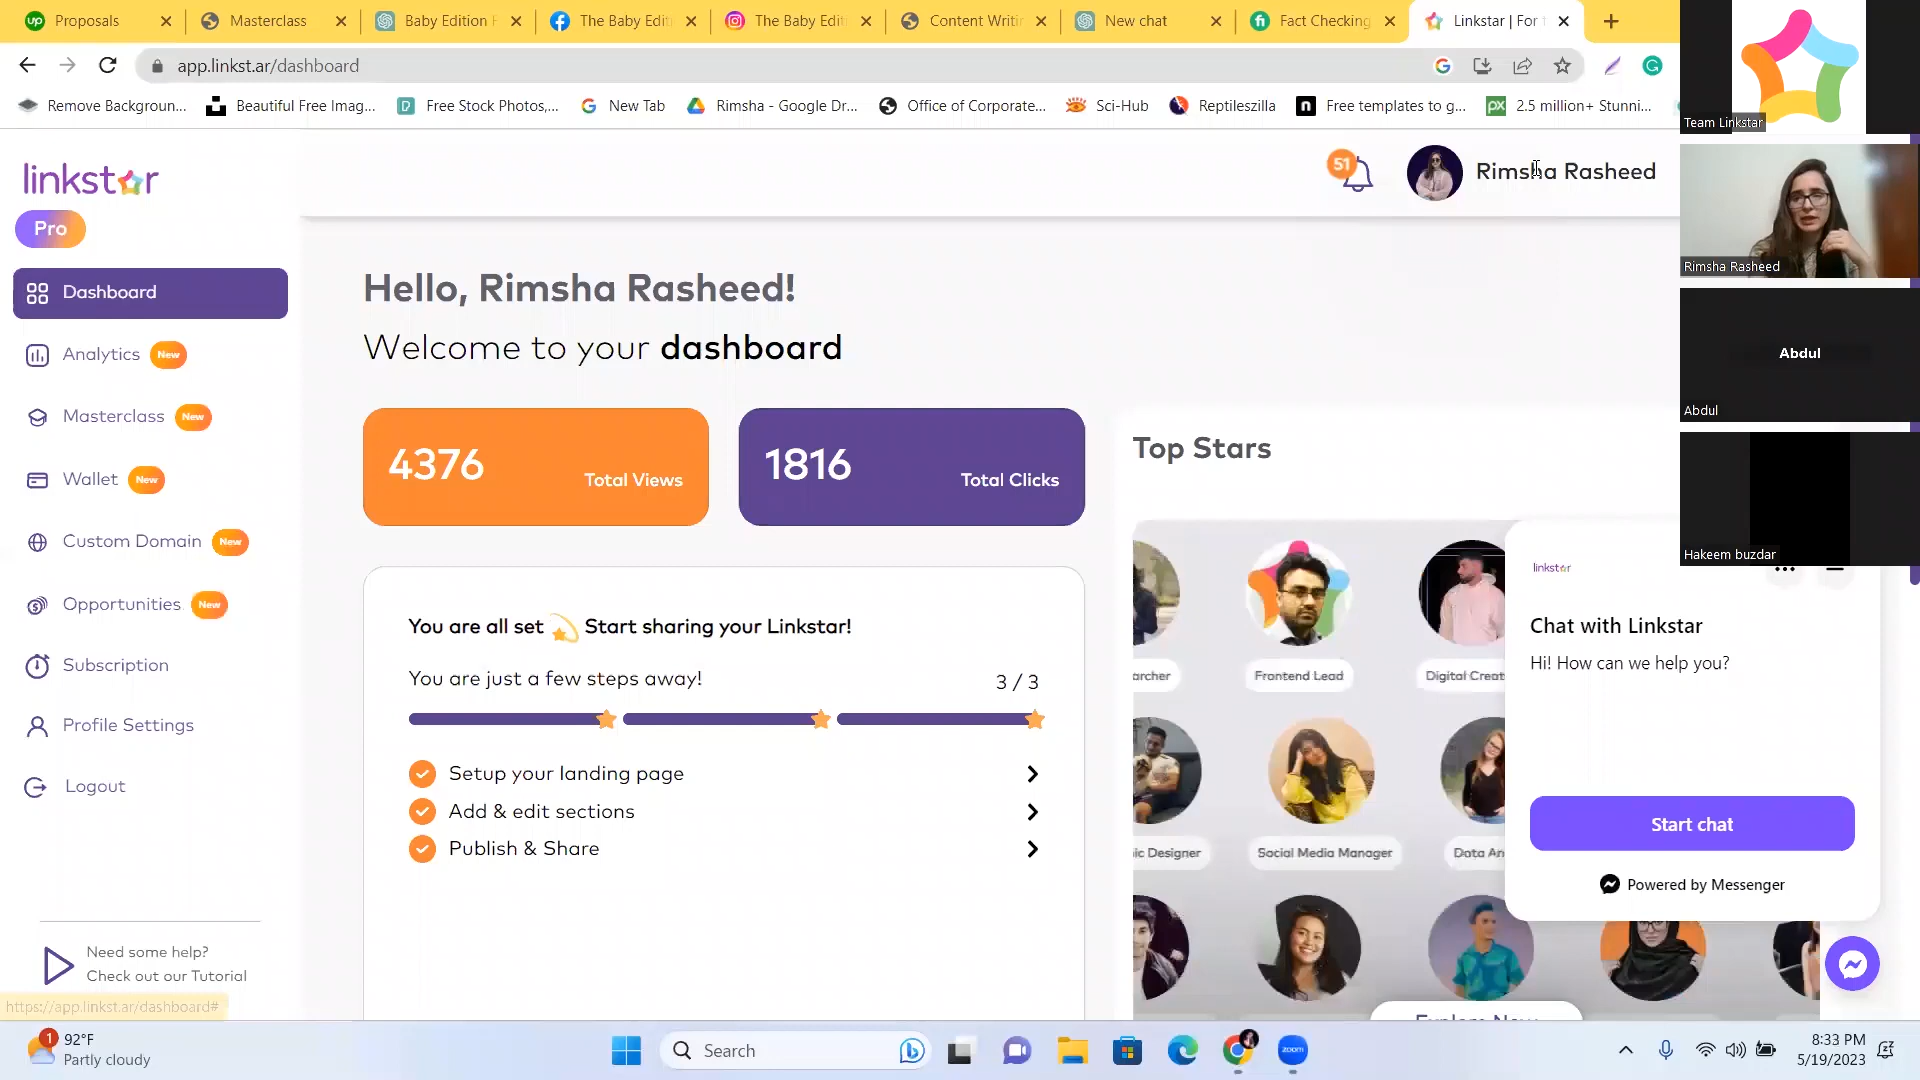 Proposals
Masterclass
Baby Edition F
The Baby Editi
The Baby Editi
Content Writin
New chat
Fact Checking
Linkstar | For t
app.linkst.ar/dashboard
Remove Backgroun...
Beautiful Free Imag...
Free Stock Photos,...
New Tab
Rimsha - Google Dr...
Office of Corporate...
Sci-Hub
Reptileszilla
Free templates to g...
2.5 million+ Stunni...
Team Linkstar
Rimsha Rasheed
Abdul
Abdul
Hakeem buzdar
linkstar
Pro
51
Rimsha Rasheed
Dashboard
Analytics New
Masterclass New
Wallet New
Custom Domain New
Opportunities New
Subscription
Profile Settings
Logout
Need some help?
Check out our Tutorial
https://app.linkst.ar/dashboard#
Hello, Rimsha Rasheed!
Welcome to your dashboard
4376
Total Views
1816
Total Clicks
You are all set Start sharing your Linkstar!
You are just a few steps away!
3 / 3
Setup your landing page
Add & edit sections
Publish & Share
Top Stars
archer
Frontend Lead
Digital Creat
ic Designer
Social Media Manager
Data An
linkstar
Chat with Linkstar
Hi! How can we help you?
Start chat
Powered by Messenger
1
92°F
Partly cloudy
Search
zoom
8:33 PM
5/19/2023